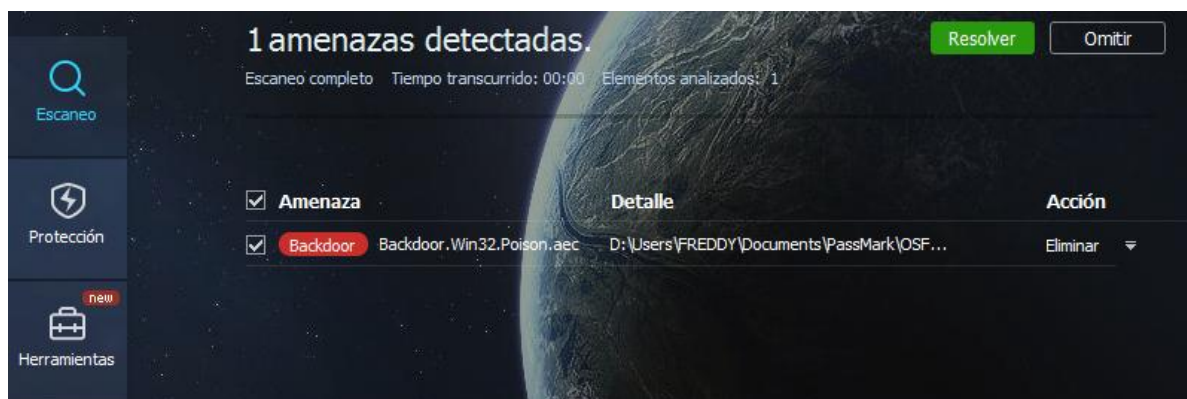 1 amenazas detectadas.
Resolver
Omitir
Escaneo completo Tiempo transcurrido: 00:00 Elementos analizados: 1
Escaneo
Amenaza Detalle Acción
Backdoor Backdoor.Win32.Poison.aec D:\Users\FREDDY\Documents\PassMark\OSF... Eliminar
Protección
new
Herramientas